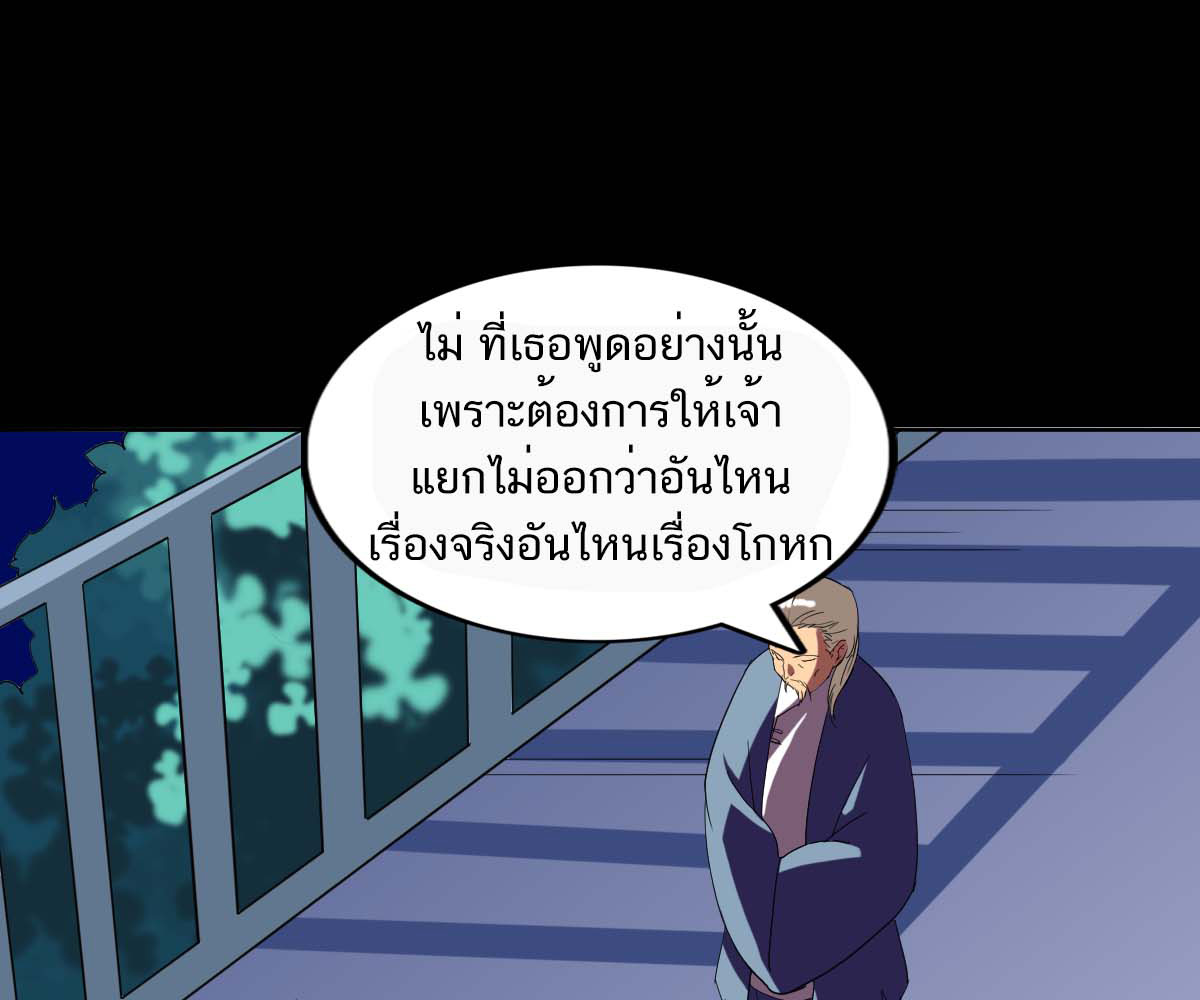 ไม่ ที่เธอพูดอย่างนั้น
เพราะต้องการให้เจ้า
แยกไม่ออกว่าอันไหน
เรื่องจริงอันไหนเรื่องโกหก